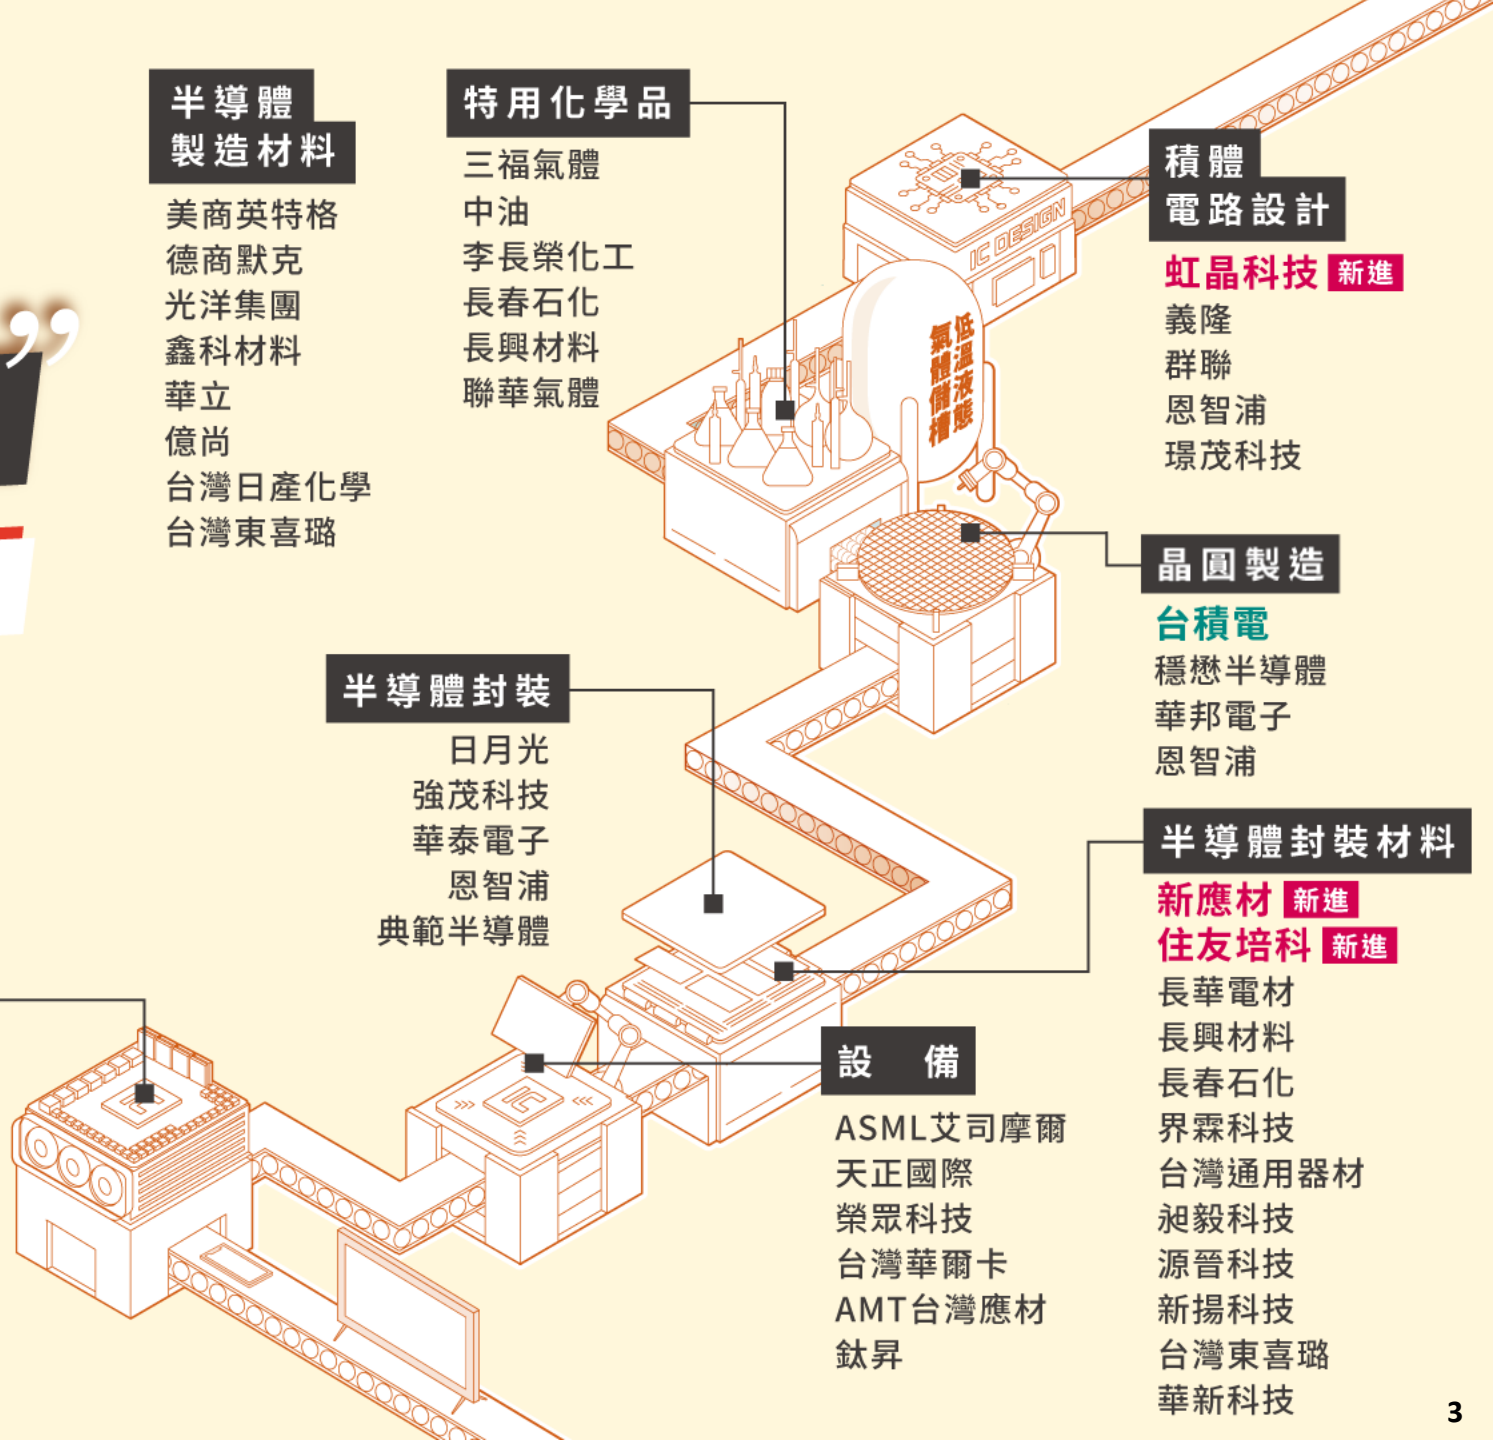 半導體
製造材料
美商英特格
德商默克
光洋集團
鑫科材料
華立
億尚
台灣日產化學
台灣東喜璐
特用化學品
三福氣體
中油
李長榮化工
長春石化
長興材料
聯華氣體
IC DESIGN
低溫液態
氣體儲槽
積體
電路設計
虹晶科技 新進
義隆
群聯
恩智浦
璟茂科技
晶圓製造
台積電
穩懋半導體
華邦電子
恩智浦
半導體封裝
日月光
強茂科技
華泰電子
恩智浦
典範半導體
半導體封裝材料
新應材 新進
住友培科 新進
長華電材
長興材料
長春石化
界霖科技
台灣通用器材
昶毅科技
源晉科技
新揚科技
台灣東喜璐
華新科技
設 備
ASML艾司摩爾
天正國際
榮眾科技
台灣華爾卡
AMT台灣應材
鈦昇
IC
IC
3